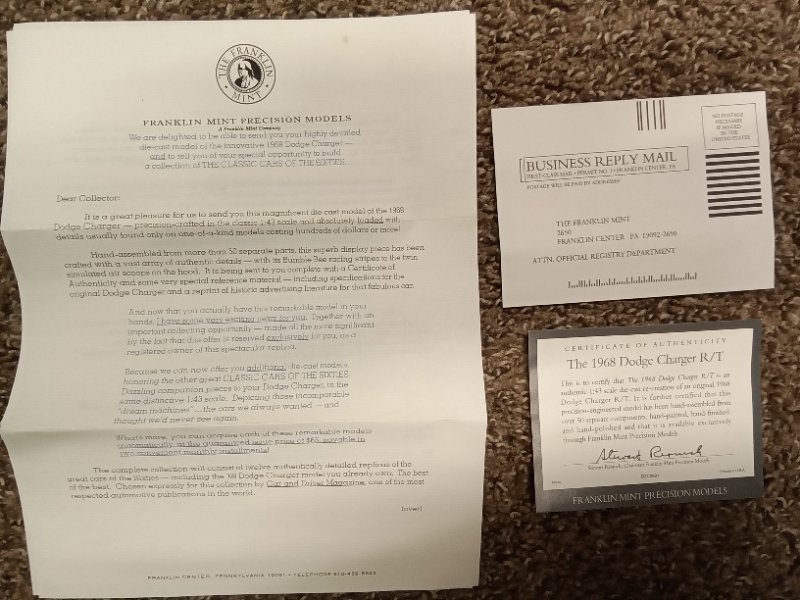 THE FRANKLIN MINT
FRANKLIN MINT PRECISION MODELS
A Franklin Mint Company
We are delighted to be able to send you your highly detailed
die-cast model of the innovative 1968 Dodge Charger —
and to tell you of your special opportunity to build
a collection of THE CLASSIC CARS OF THE SIXTIES.
Dear Collector:
It is a great pleasure for us to send you this magnificent die cast model of the 1968
Dodge Charger — precision-crafted in the classic 1:43 scale and absolutely loaded with
details usually found only on one-of-a-kind models costing hundreds of dollars or more!
Hand-assembled from more than 50 separate parts, this superb display piece has been
crafted with a vast array of authentic details — with its Bumble Bee racing stripes to the twin
simulated air scoops on the hood. It is being sent to you complete with a Certificate of
Authenticity and some very special reference material — including specifications for the
original Dodge Charger and a reprint of historic advertising literature for that fabulous car.
And now that you actually have this remarkable model in your
hands, I have some very exciting news for you. Together with an
important collecting opportunity — made all the more significant
by the fact that this offer is reserved exclusively for you, as a
registered owner of this spectacular replica.
Because we can now offer you additional die-cast models,
honoring the other great CLASSIC CARS OF THE SIXTIES.
Dazzling companion pieces to your Dodge Charger, in the
same distinctive 1:43 scale. Depicting those incomparable
"dream machines"...the cars we always wanted — and
thought we'd never see again.
What's more, you can acquire each of these remarkable models
automatically, at the guaranteed issue price of $55, payable in
two convenient monthly installments!
The complete collection will consist of twelve authentically detailed replicas of the
great cars of the Sixties — including the '68 Dodge Charger model you already own. The best
of the best. Chosen expressly for this collection by Car and Driver Magazine, one of the most
respected automotive publications in the world.
(over)
FRANKLIN CENTER, PENNSYLVANIA 19091 • TELEPHONE
NO POSTAGE
NECESSARY
IF MAILED
IN THE
UNITED STATES
BUSINESS REPLY MAIL
FIRST CLASS MAIL • PERMIT NO. 1 • FRANKLIN CENTER, PA
POSTAGE WILL BE PAID BY ADDRESSEE
THE FRANKLIN MINT
2650
FRANKLIN CENTER PA 19092-2650
ATTN. OFFICIAL REGISTRY DEPARTMENT
CERTIFICATE OF AUTHENTICITY
The 1968 Dodge Charger R/T
This is to certify that The 1968 Dodge Charger R/T is an
authentic 1:43 scale die-cast re-creation of an original 1968
Dodge Charger R/T. It is further certified that this
precision-engineered model has been hand-assembled from
over 50 separate components, hand-painted, hand-finished
and hand-polished and that it is available exclusively
through Franklin Mint Precision Models.
FRANKLIN MINT PRECISION MODELS